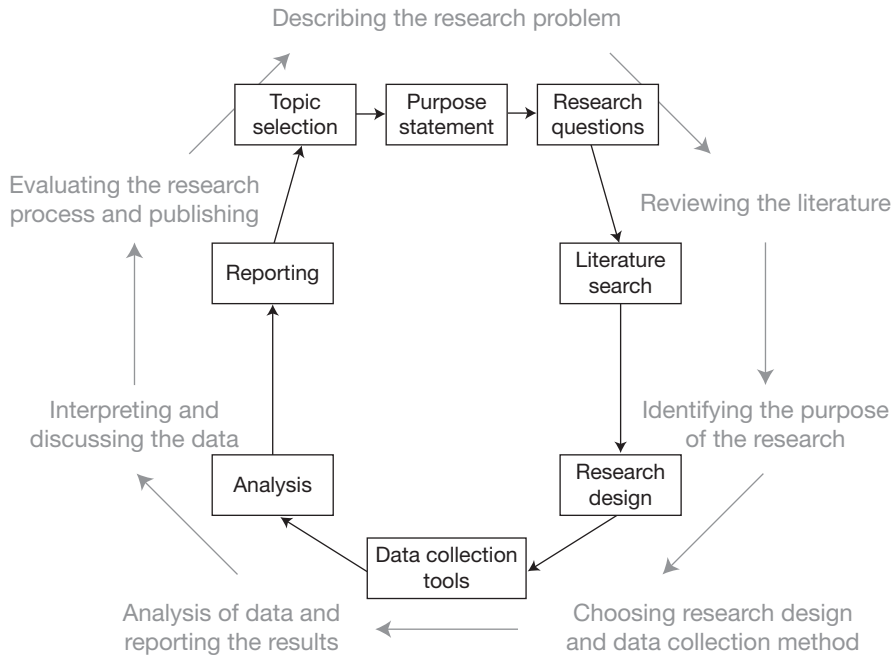 Describing the research problem
Topic
selection
Purpose
statement
Research
questions
Evaluating the research
process and publishing
Reviewing the literature
Reporting
Literature
search
Interpreting and
discussing the data
Identifying the purpose
of the research
Analysis
Research
design
Data collection
tools
Analysis of data and
reporting the results
Choosing research design
and data collection method